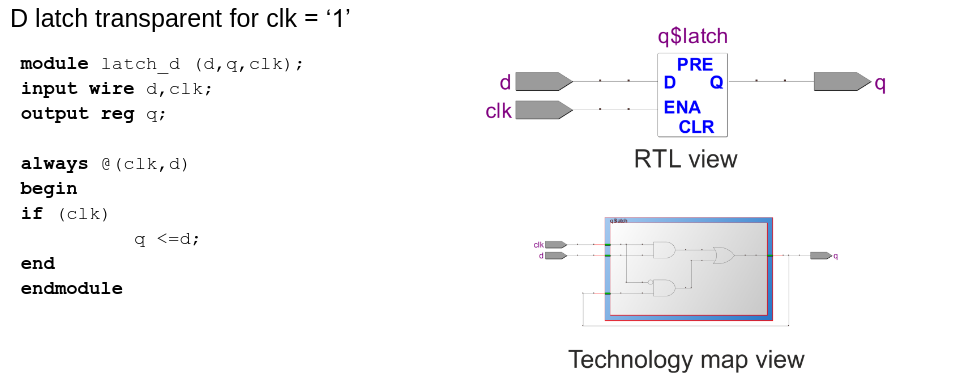 D latch transparent for clk = ‘1’
module latch_d (d,q,clk);
input wire d,clk;
output reg q;
always @(clk,d)
begin
if (clk)
q <=d;
end
endmodule
q$latch
PRE
d D Q q
clk ENA
CLR
RTL view
q$latch
clk
d q
Technology map view